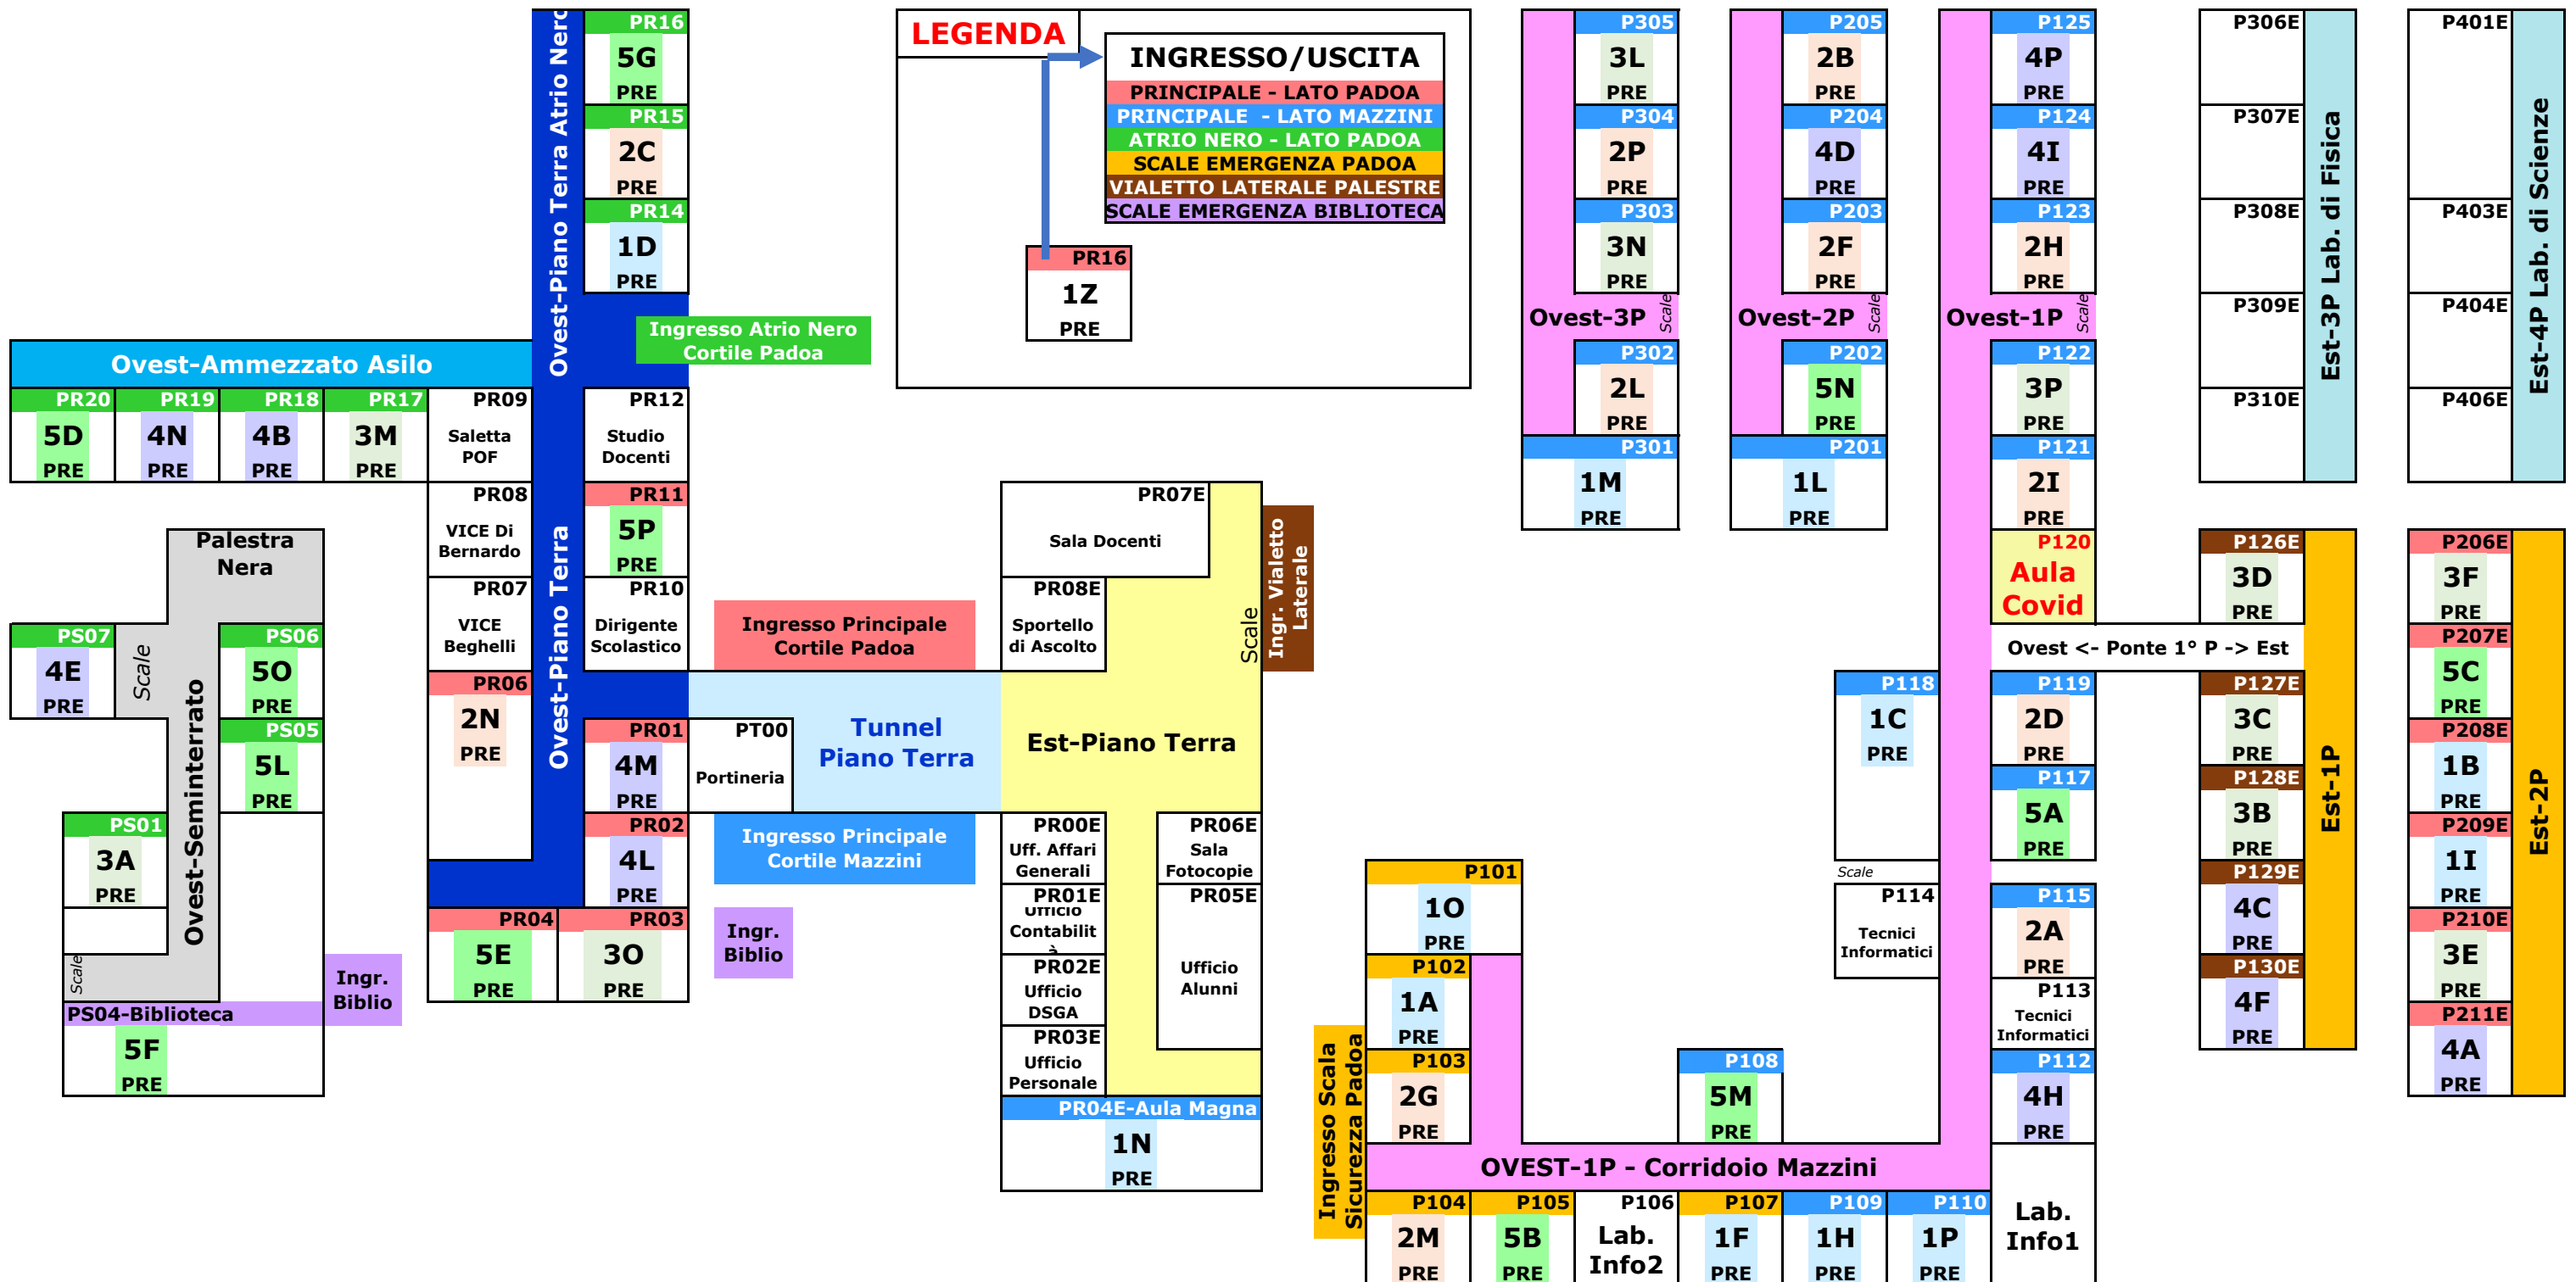 LEGENDA
INGRESSO/USCITA
PRINCIPALE - LATO PADOA
PRINCIPALE - LATO MAZZINI
ATRIO NERO - LATO PADOA
SCALE EMERGENZA PADOA
VIALETTO LATERALE PALESTRE
SCALE EMERGENZA BIBLIOTECA
PR16
1Z
PRE
Ovest-Piano Terra Atrio Nero
PR16
5G
PRE
PR15
2C
PRE
PR14
1D
PRE
Ingresso Atrio Nero
Cortile Padoa
Ovest-Ammezzato Asilo
PR20
5D
PRE
PR19
4N
PRE
PR18
4B
PRE
PR17
3M
PRE
PR09
Saletta
POF
PR12
Studio
Docenti
PR08
VICE Di
Bernardo
Ovest-Piano Terra
PR11
5P
PRE
PR07
VICE
Beghelli
PR10
Dirigente
Scolastico
PR06
2N
PRE
PR01
4M
PRE
PR02
4L
PRE
PR04
5E
PRE
PR03
3O
PRE
Ingr.
Biblio
Palestra
Nera
PS07
4E
PRE
Scale
PS06
5O
PRE
Ovest-Seminterrato
PS05
5L
PRE
PS01
3A
PRE
Scale
PS04-Biblioteca
5F
PRE
Ingr.
Biblio
Ingresso Principale
Cortile Padoa
PT00
Portineria
Tunnel
Piano Terra
Ingresso Principale
Cortile Mazzini
PR07E
Sala Docenti
PR08E
Sportello
di Ascolto
Scale
Ingr. Vialetto
Laterale
Est-Piano Terra
PR00E
Uff. Affari
Generali
PR06E
Sala
Fotocopie
PR01E
Ufficio
Contabilit
à
PR05E
Ufficio
Alunni
PR02E
Ufficio
DSGA
PR03E
Ufficio
Personale
PR04E-Aula Magna
1N
PRE
P305
3L
PRE
P304
2P
PRE
P303
3N
PRE
Ovest-3P
Scale
P302
2L
PRE
P301
1M
PRE
P205
2B
PRE
P204
4D
PRE
P203
2F
PRE
Ovest-2P
Scale
P202
5N
PRE
P201
1L
PRE
P125
4P
PRE
P124
4I
PRE
P123
2H
PRE
Ovest-1P
Scale
P122
3P
PRE
P121
2I
PRE
P120
Aula
Covid
Ovest <- Ponte 1° P -> Est
P118
1C
PRE
P119
2D
PRE
P117
5A
PRE
Scale
P114
Tecnici
Informatici
P115
2A
PRE
P113
Tecnici
Informatici
P112
4H
PRE
P101
1O
PRE
P102
1A
PRE
P103
2G
PRE
Ingresso Scala
Sicurezza Padoa
P108
5M
PRE
OVEST-1P - Corridoio Mazzini
P104
2M
PRE
P105
5B
PRE
P106
Lab.
Info2
P107
1F
PRE
P109
1H
PRE
P110
1P
PRE
Lab.
Info1
P306E
P307E
P308E
P309E
P310E
Est-3P Lab. di Fisica
P401E
P403E
P404E
P406E
Est-4P Lab. di Scienze
P126E
3D
PRE
P127E
3C
PRE
P128E
3B
PRE
P129E
4C
PRE
P130E
4F
PRE
Est-1P
P206E
3F
PRE
P207E
5C
PRE
P208E
1B
PRE
P209E
1I
PRE
P210E
3E
PRE
P211E
4A
PRE
Est-2P